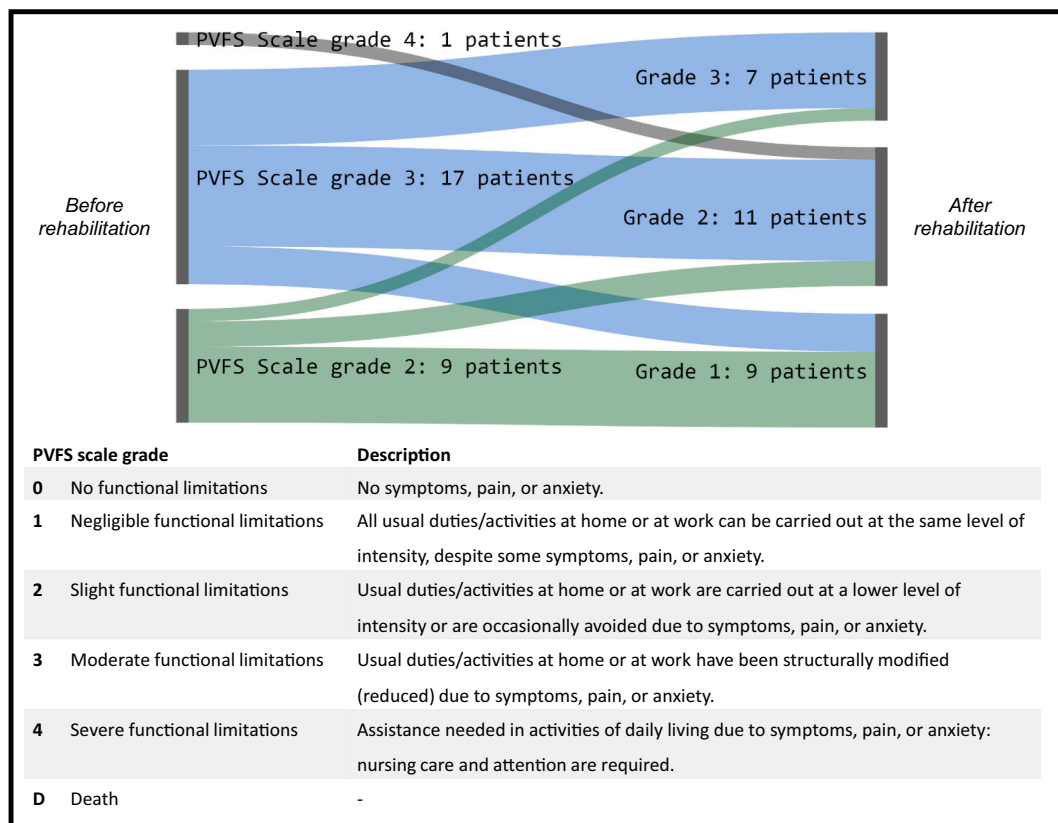 PVFS Scale grade 4: 1 patients
Grade 3: 7 patients
PVFS Scale grade 3: 17 patients
Before
rehabilitation
Grade 2: 11 patients
After
rehabilitation
PVFS Scale grade 2: 9 patients
Grade 1: 9 patients
PVFS scale grade Description
0 No functional limitations No symptoms, pain, or anxiety.
1 Negligible functional limitations All usual duties/activities at home or at work can be carried out at the same level of
intensity, despite some symptoms, pain, or anxiety.
2 Slight functional limitations Usual duties/activities at home or at work are carried out at a lower level of
intensity or are occasionally avoided due to symptoms, pain, or anxiety.
3 Moderate functional limitations Usual duties/activities at home or at work have been structurally modified
(reduced) due to symptoms, pain, or anxiety.
4 Severe functional limitations Assistance needed in activities of daily living due to symptoms, pain, or anxiety:
nursing care and attention are required.
D Death -